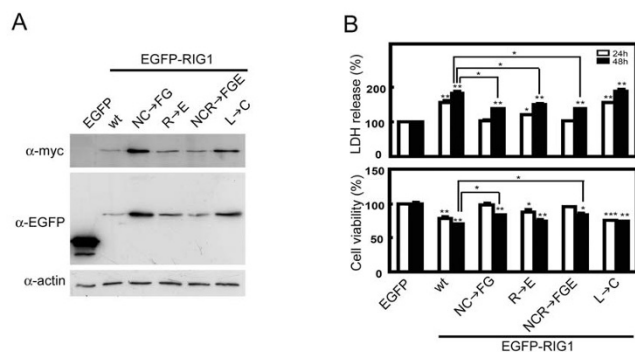 A
EGFP-RIG1
EGFP
wt
NC→FG
R→E
NCR→FGE
L→C
α-myc
α-EGFP
α-actin
B
24h
48h
LDH release (%)
200
100
0
* * *
** ** ** * ** ** ** **
Cell viability (%)
100
50
0
* *
** ** ** * ** * *** **
EGFP
wt
NC→FG
R→E
NCR→FGE
L→C
EGFP-RIG1